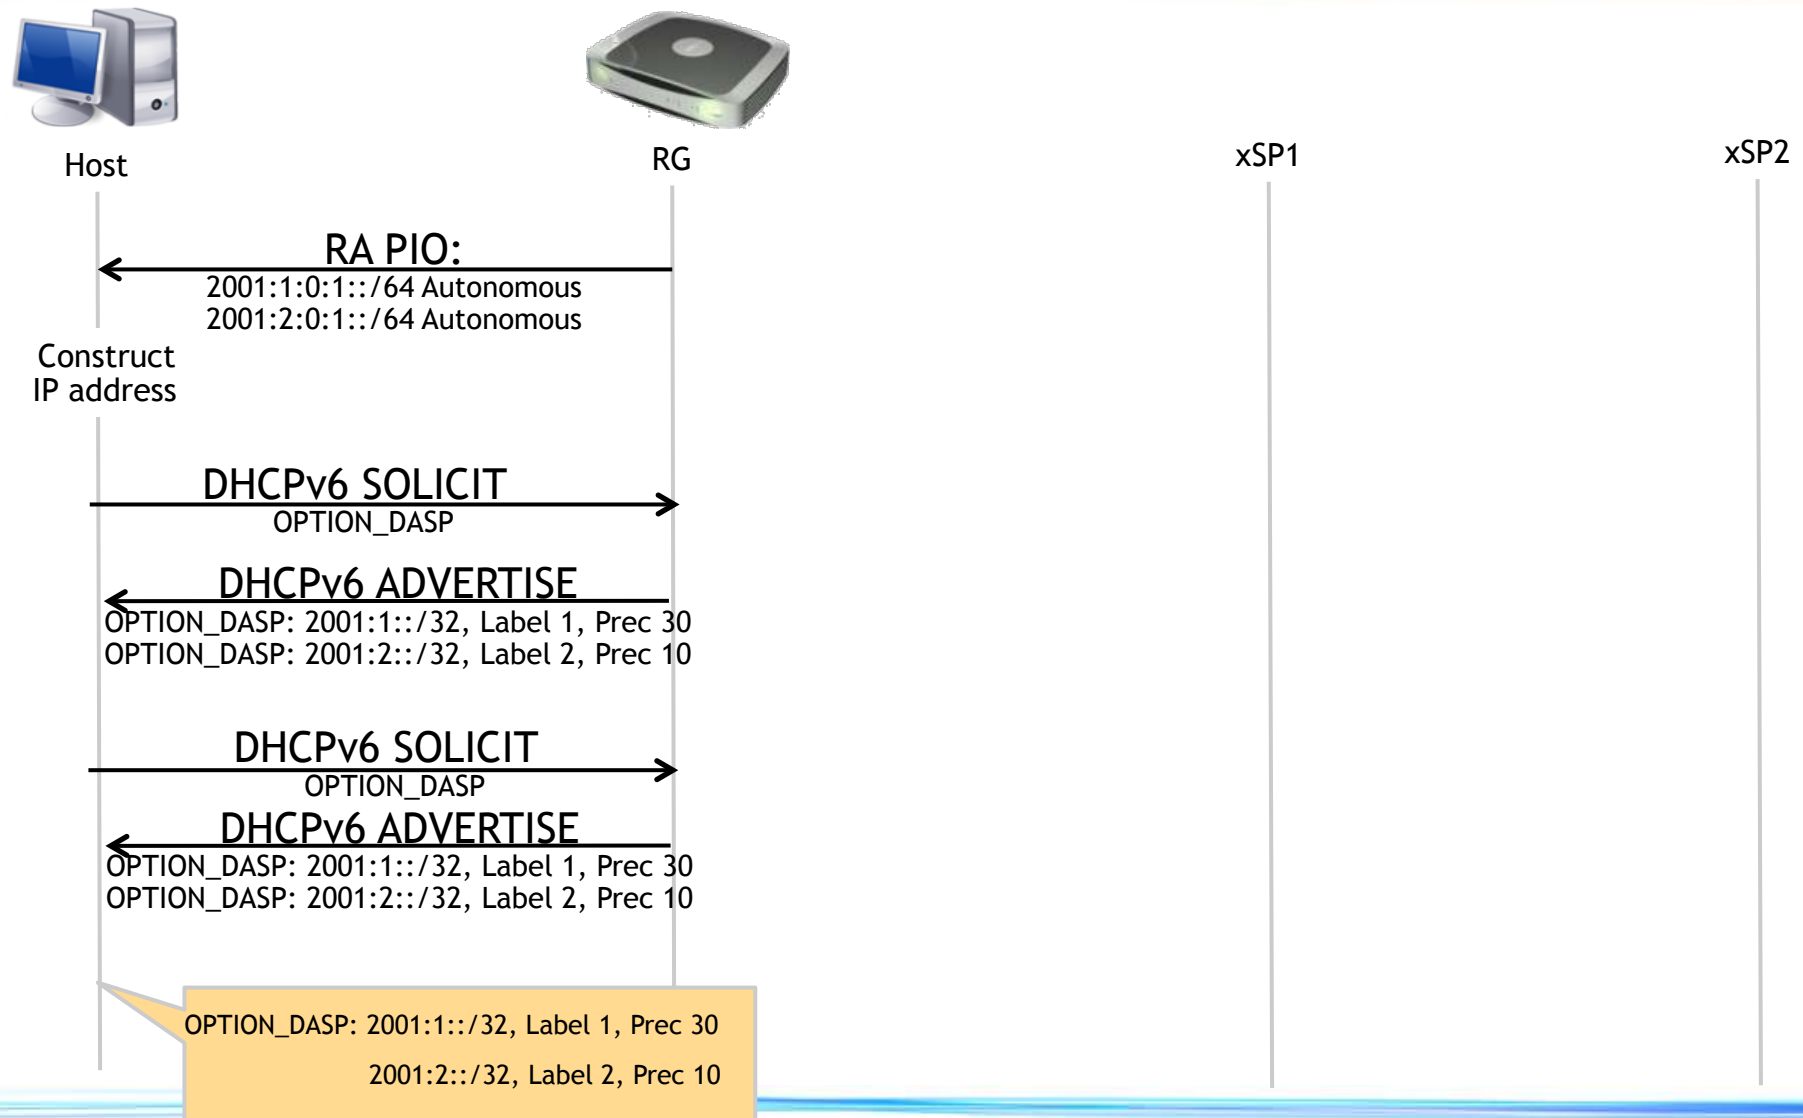 Host
RG
xSP1
xSP2
RA PIO:
2001:1:0:1::/64 Autonomous
2001:2:0:1::/64 Autonomous
Construct
IP address
DHCPv6 SOLICIT
OPTION_DASP
DHCPv6 ADVERTISE
OPTION_DASP: 2001:1::/32, Label 1, Prec 30
OPTION_DASP: 2001:2::/32, Label 2, Prec 10
DHCPv6 SOLICIT
OPTION_DASP
DHCPv6 ADVERTISE
OPTION_DASP: 2001:1::/32, Label 1, Prec 30
OPTION_DASP: 2001:2::/32, Label 2, Prec 10
OPTION_DASP: 2001:1::/32, Label 1, Prec 30
2001:2::/32, Label 2, Prec 10